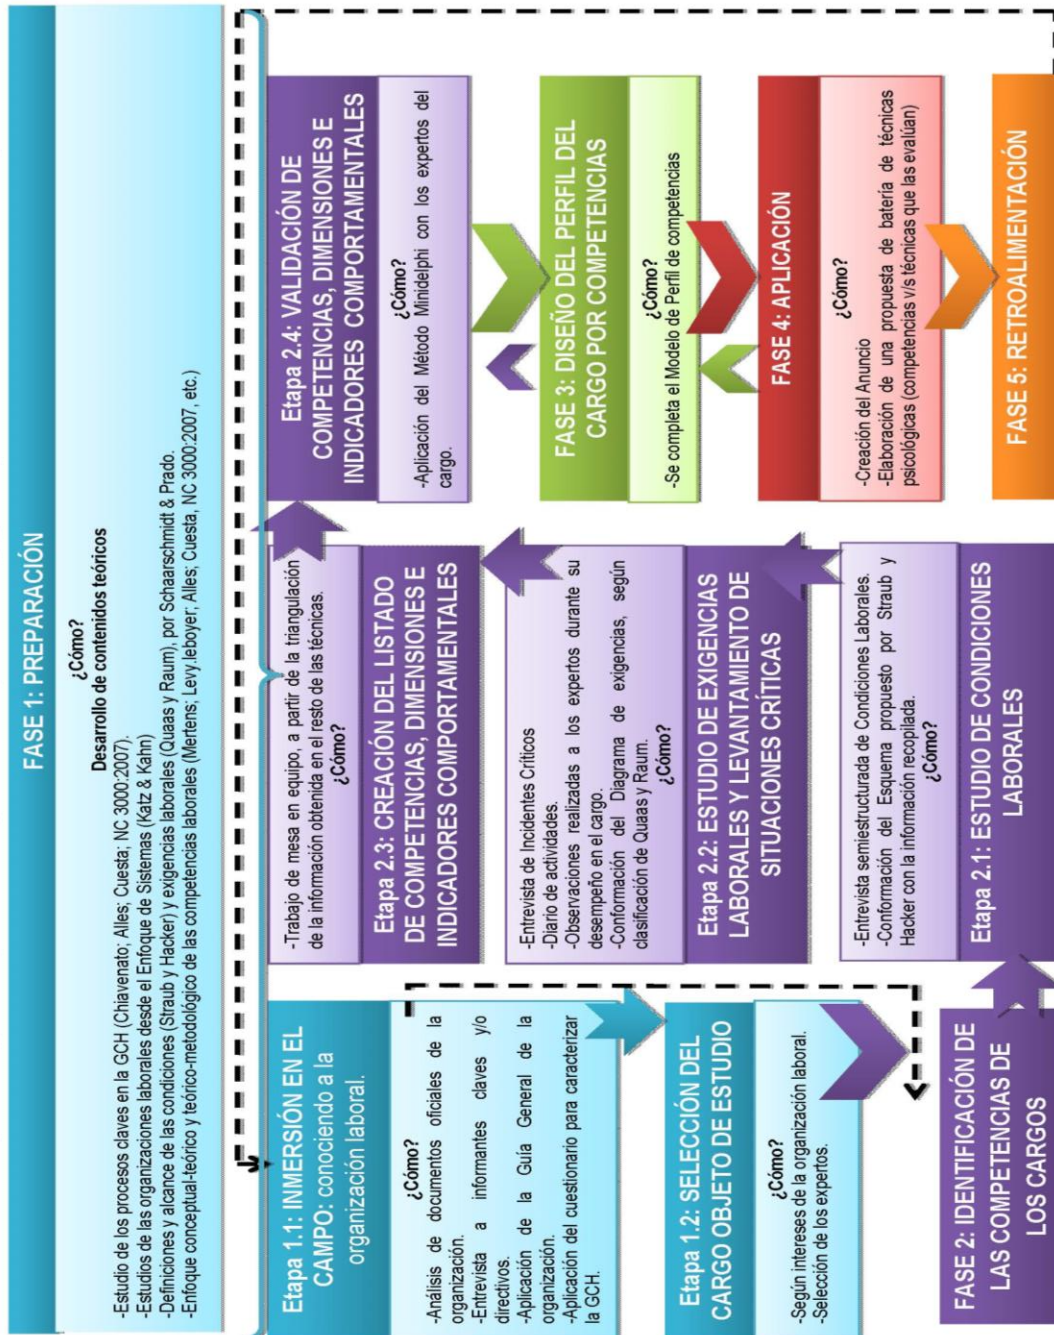 FASE 1: PREPARACIÓN
¿Cómo?
Desarrollo de contenidos teóricos
-Estudio de los procesos claves en la GCH (Chiavenato; Alles; Cuesta; NC 3000:2007).
-Estudios de las organizaciones laborales desde el Enfoque de Sistemas (Katz & Kahn)
-Definiciones y alcance de las condiciones (Straub y Hacker) y exigencias laborales (Quaas y Raum), por Schaarschmidt & Prado.
-Enfoque conceptual-teórico y teórico-metodológico de las competencias laborales (Mertens; Levy.leboyer; Alles; Cuesta, NC 3000:2007, etc.)
Etapa 1.1: INMERSIÓN EN EL
CAMPO: conociendo a la
organización laboral.
¿Cómo?
-Análisis de documentos oficiales de la
organización.
-Entrevista a informantes claves y/o
directivos.
-Aplicación de la Guía General de la
organización.
-Aplicación del cuestionario para caracterizar
la GCH.
Etapa 1.2: SELECCIÓN DEL
CARGO OBJETO DE ESTUDIO
¿Cómo?
-Según intereses de la organización laboral.
-Selección de los expertos.
FASE 2: IDENTIFICACIÓN DE
LAS COMPETENCIAS DE
LOS CARGOS
-Trabajo de mesa en equipo, a partir de la triangulación
de la información obtenida en el resto de las técnicas.
¿Cómo?
Etapa 2.3: CREACIÓN DEL LISTADO
DE COMPETENCIAS, DIMENSIONES E
INDICADORES COMPORTAMENTALES
-Entrevista de Incidentes Críticos
-Diario de actividades.
-Observaciones realizadas a los expertos durante su
desempeño en el cargo.
-Conformación del Diagrama de exigencias, según
clasificación de Quaas y Raum.
¿Cómo?
Etapa 2.2: ESTUDIO DE EXIGENCIAS
LABORALES Y LEVANTAMIENTO DE
SITUACIONES CRÍTICAS
-Entrevista semiestructurada de Condiciones Laborales.
-Conformación del Esquema propuesto por Straub y
Hacker con la información recopilada.
¿Cómo?
Etapa 2.1: ESTUDIO DE CONDICIONES
LABORALES
Etapa 2.4: VALIDACIÓN DE
COMPETENCIAS, DIMENSIONES E
INDICADORES COMPORTAMENTALES
¿Cómo?
-Aplicación del Método Minidelphi con los expertos del
cargo.
FASE 3: DISEÑO DEL PERFIL DEL
CARGO POR COMPETENCIAS
¿Cómo?
-Se completa el Modelo de Perfil de competencias
FASE 4: APLICACIÓN
¿Cómo?
-Creación del Anuncio
-Elaboración de una propuesta de batería de técnicas
psicológicas (competencias v/s técnicas que las evalúan)
FASE 5: RETROALIMENTACIÓN